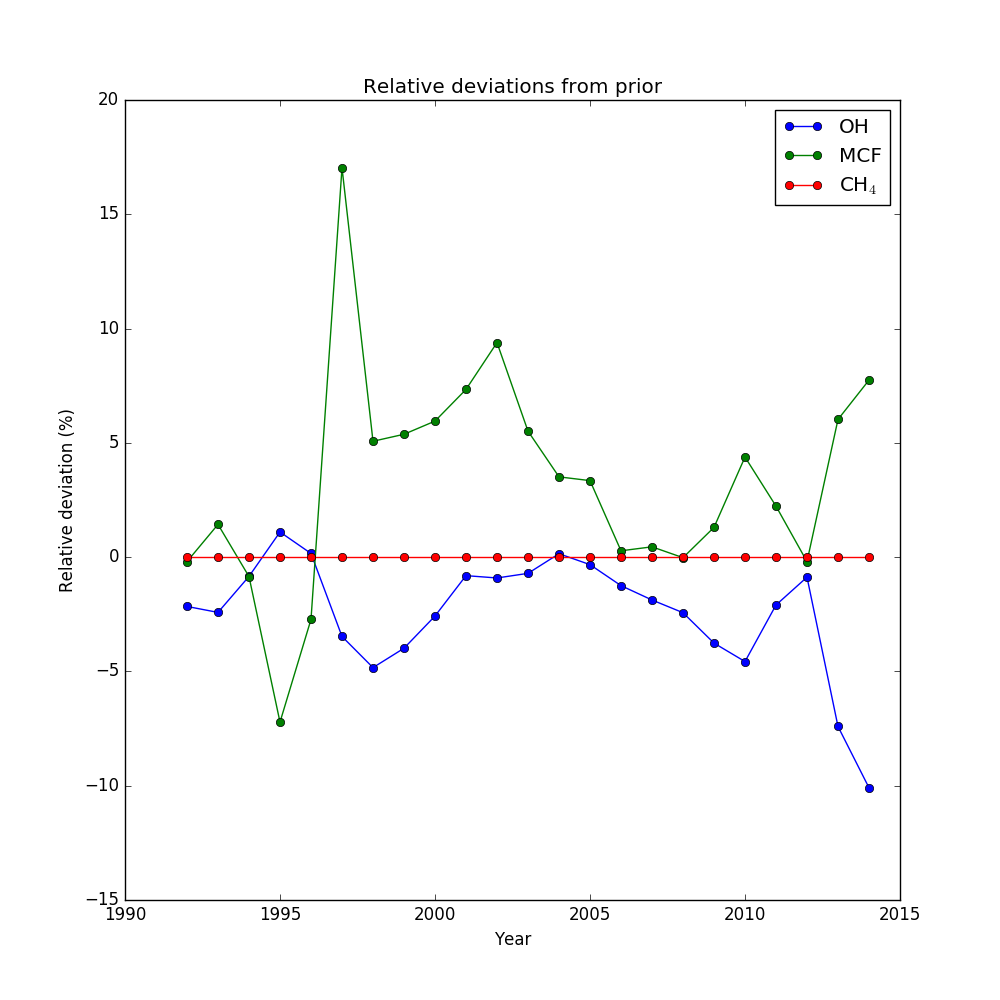 Relative deviations from prior
20
15
10
5
0
−5
−10
−15
Relative deviation (%)
1990
1995
2000
2005
2010
2015
Year
OH
MCF
CH₄